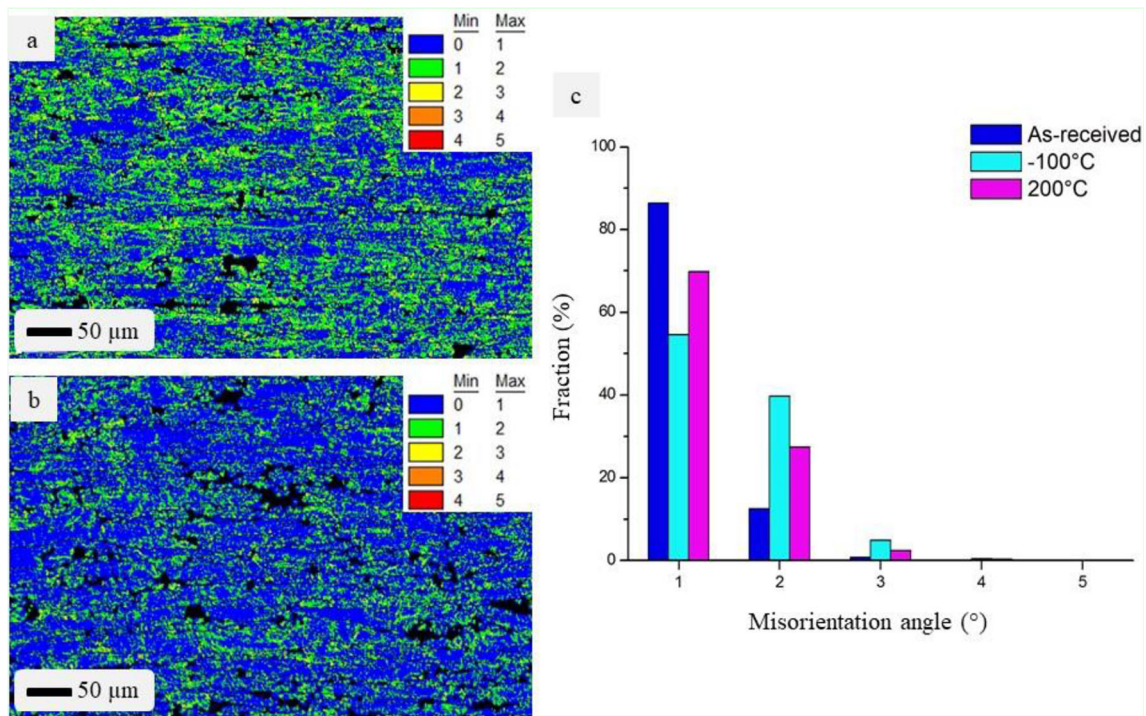 a
Min Max
0 1
1 2
2 3
3 4
4 5
50 µm
b
Min Max
0 1
1 2
2 3
3 4
4 5
50 µm
c
As-received
-100°C
200°C
100
80
60
40
20
0
Fraction (%)
1 2 3 4 5
Misorientation angle (°)